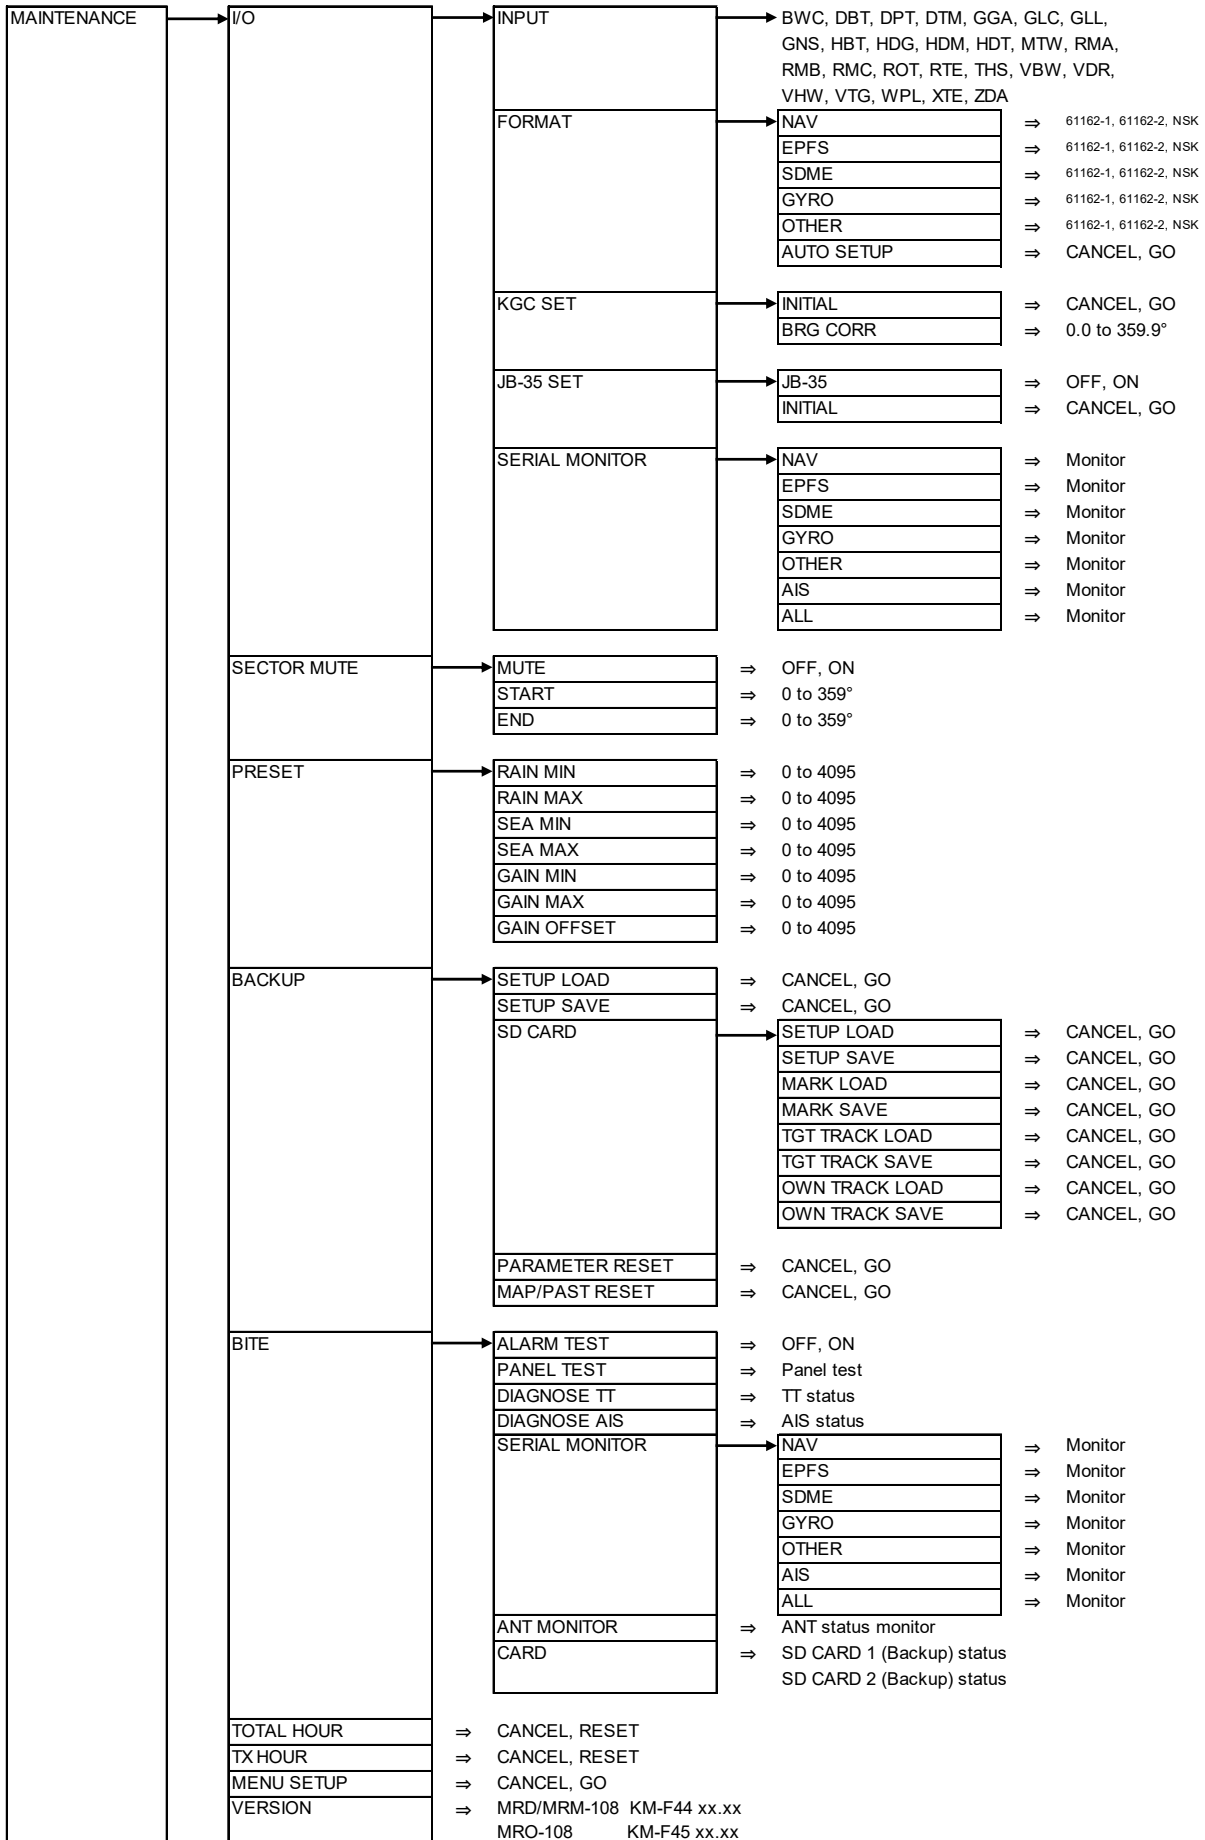 MAINTENANCE I/O INPUT BWC, DBT, DPT, DTM, GGA, GLC, GLL,
GNS, HBT, HDG, HDM, HDT, MTW, RMA,
RMB, RMC, ROT, RTE, THS, VBW, VDR,
VHW, VTG, WPL, XTE, ZDA
FORMAT NAV ⇒ 61162-1, 61162-2, NSK
EPFS ⇒ 61162-1, 61162-2, NSK
SDME ⇒ 61162-1, 61162-2, NSK
GYRO ⇒ 61162-1, 61162-2, NSK
OTHER ⇒ 61162-1, 61162-2, NSK
AUTO SETUP ⇒ CANCEL, GO
KGC SET INITIAL ⇒ CANCEL, GO
BRG CORR ⇒ 0.0 to 359.9°
JB-35 SET JB-35 ⇒ OFF, ON
INITIAL ⇒ CANCEL, GO
SERIAL MONITOR NAV ⇒ Monitor
EPFS ⇒ Monitor
SDME ⇒ Monitor
GYRO ⇒ Monitor
OTHER ⇒ Monitor
AIS ⇒ Monitor
ALL ⇒ Monitor
SECTOR MUTE MUTE ⇒ OFF, ON
START ⇒ 0 to 359°
END ⇒ 0 to 359°
PRESET RAIN MIN ⇒ 0 to 4095
RAIN MAX ⇒ 0 to 4095
SEA MIN ⇒ 0 to 4095
SEA MAX ⇒ 0 to 4095
GAIN MIN ⇒ 0 to 4095
GAIN MAX ⇒ 0 to 4095
GAIN OFFSET ⇒ 0 to 4095
BACKUP SETUP LOAD ⇒ CANCEL, GO
SETUP SAVE ⇒ CANCEL, GO
SD CARD SETUP LOAD ⇒ CANCEL, GO
SETUP SAVE ⇒ CANCEL, GO
MARK LOAD ⇒ CANCEL, GO
MARK SAVE ⇒ CANCEL, GO
TGT TRACK LOAD ⇒ CANCEL, GO
TGT TRACK SAVE ⇒ CANCEL, GO
OWN TRACK LOAD ⇒ CANCEL, GO
OWN TRACK SAVE ⇒ CANCEL, GO
PARAMETER RESET ⇒ CANCEL, GO
MAP/PAST RESET ⇒ CANCEL, GO
BITE ALARM TEST ⇒ OFF, ON
PANEL TEST ⇒ Panel test
DIAGNOSE TT ⇒ TT status
DIAGNOSE AIS ⇒ AIS status
SERIAL MONITOR NAV ⇒ Monitor
EPFS ⇒ Monitor
SDME ⇒ Monitor
GYRO ⇒ Monitor
OTHER ⇒ Monitor
AIS ⇒ Monitor
ALL ⇒ Monitor
ANT MONITOR ⇒ ANT status monitor
CARD ⇒ SD CARD 1 (Backup) status
SD CARD 2 (Backup) status
TOTAL HOUR ⇒ CANCEL, RESET
TX HOUR ⇒ CANCEL, RESET
MENU SETUP ⇒ CANCEL, GO
VERSION ⇒ MRD/MRM-108 KM-F44 xx.xx
MRO-108 KM-F45 xx.xx